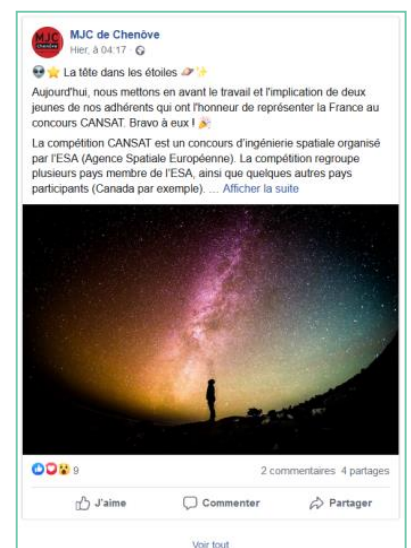 MJC
chenôve
MJC de Chenôve
Hier, à 04:17 ·
👽⭐ La tête dans les étoiles 🪐✨
Aujourd'hui, nous mettons en avant le travail et l'implication de deux
jeunes de nos adhérents qui ont l'honneur de représenter la France au
concours CANSAT. Bravo à eux ! 🎉
La compétition CANSAT est un concours d'ingénierie spatiale organisé
par l'ESA (Agence Spatiale Européenne). La compétition regroupe
plusieurs pays membre de l'ESA, ainsi que quelques autres pays
participants (Canada par exemple). ... Afficher la suite
9
2 commentaires 4 partages
J'aime
Commenter
Partager
Voir tout